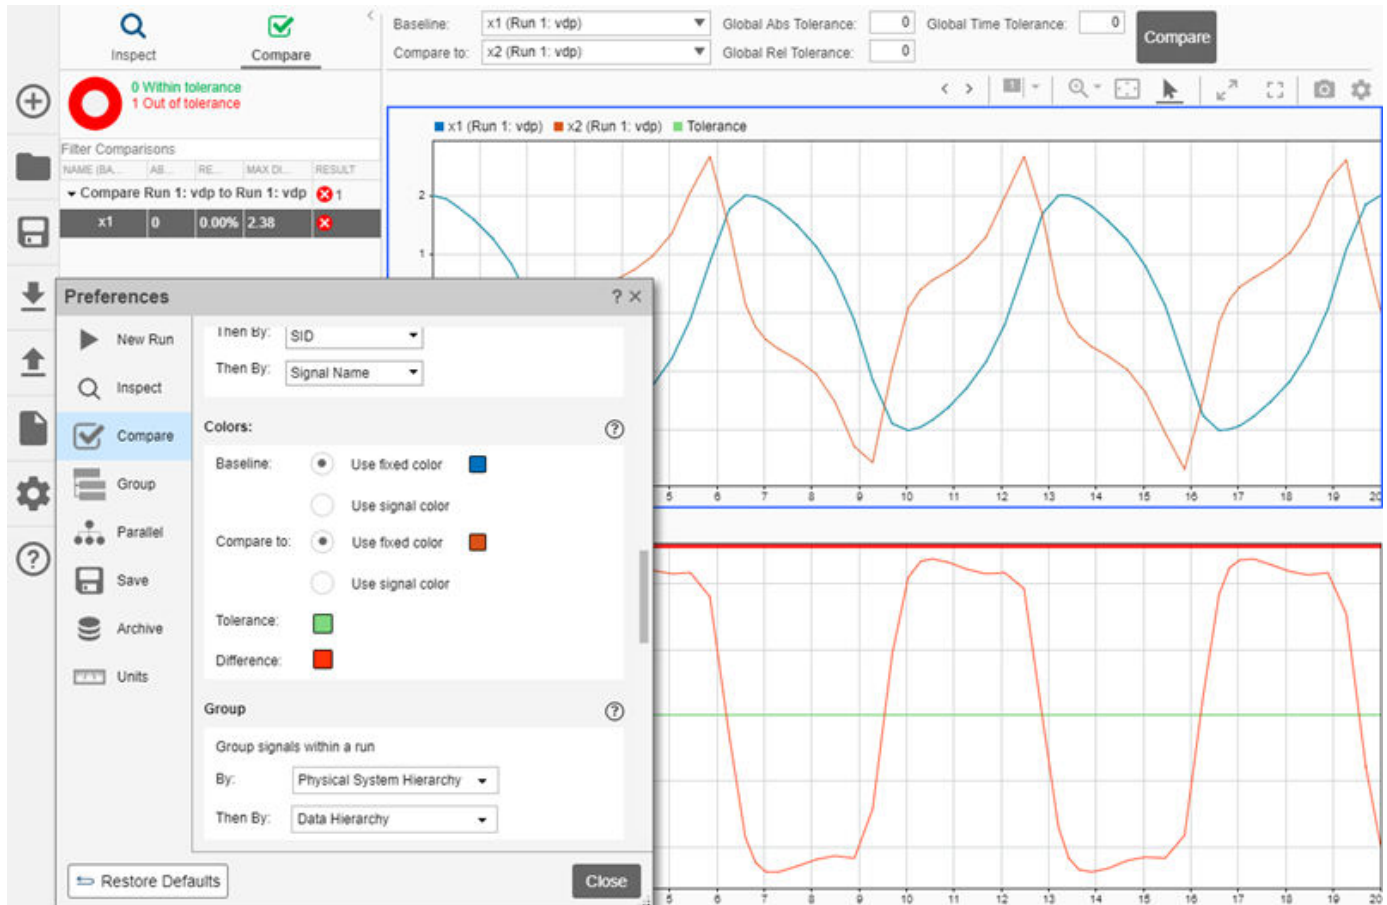 Inspect
Compare
0 Within tolerance
1 Out of tolerance
Filter Comparisons
NAME (BA... AB... RE... MAX DI... RESULT
Compare Run 1: vdp to Run 1: vdp 1
x1 0 0.00% 2.38
Baseline: x1 (Run 1: vdp) Global Abs Tolerance: 0 Global Time Tolerance: 0
Compare to: x2 (Run 1: vdp) Global Rel Tolerance: 0
Compare
x1 (Run 1: vdp) x2 (Run 1: vdp) Tolerance
2
1
5 6 7 8 9 10 11 12 13 14 15 16 17 18 19 20
Preferences ? ×
New Run
Inspect
Compare
Group
Parallel
Save
Archive
Units
Then By: SID
Then By: Signal Name
Colors: ?
Baseline: Use fixed color
Use signal color
Compare to: Use fixed color
Use signal color
Tolerance:
Difference:
Group ?
Group signals within a run
By: Physical System Hierarchy
Then By: Data Hierarchy
Restore Defaults
Close
5 6 7 8 9 10 11 12 13 14 15 16 17 18 19 20